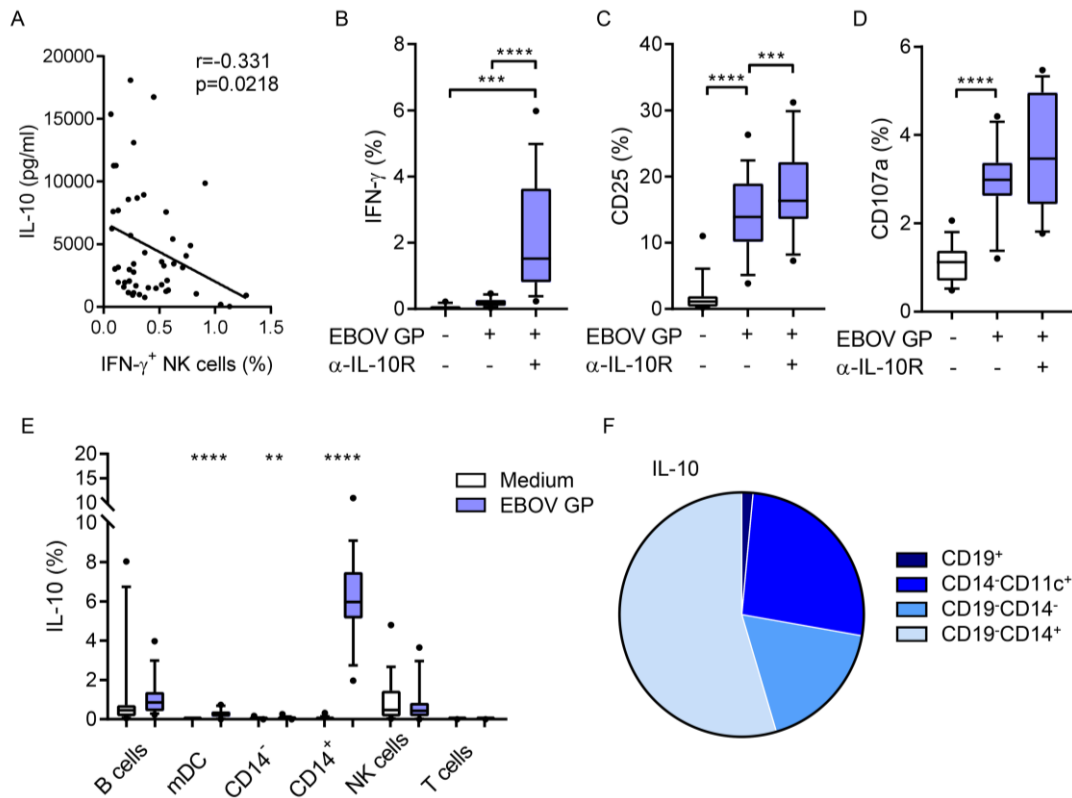 A
r=-0.331
p=0.0218
20000
15000
10000
5000
0
IL-10 (pg/ml)
0.0 0.5 1.0 1.5
IFN-γ⁺ NK cells (%)
B
8
6
4
2
0
IFN-γ (%)
****
***
EBOV GP - + +
α-IL-10R - - +
C
40
30
20
10
0
CD25 (%)
**** ***
EBOV GP - + +
α-IL-10R - - +
D
6
4
2
0
CD107a (%)
****
EBOV GP - + +
α-IL-10R - - +
E
20
15
10
10
8
6
4
2
0
IL-10 (%)
**** ** ****
Medium
EBOV GP
B cells mDC CD14⁻ CD14⁺ NK cells T cells
F
IL-10
CD19⁺
CD14⁻CD11c⁺
CD19⁻CD14⁻
CD19⁻CD14⁺